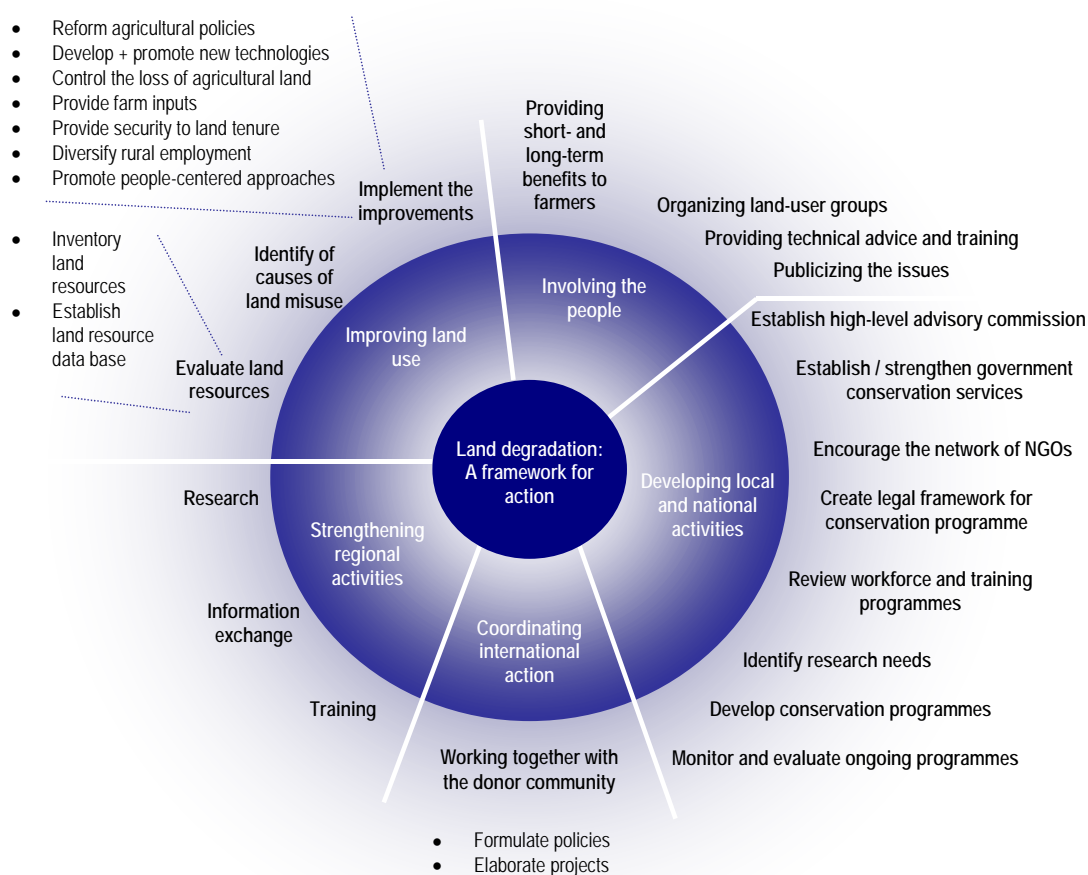 • Reform agricultural policies
• Develop + promote new technologies
• Control the loss of agricultural land
• Provide farm inputs
• Provide security to land tenure
• Diversify rural employment
• Promote people-centered approaches
• Inventory
land
resources
• Establish
land resource
data base
Implement the
improvements
Identify of
causes of
land misuse
Evaluate land
resources
Improving land
use
Providing
short- and
long-term
benefits to
farmers
Organizing land-user groups
Providing technical advice and training
Publicizing the issues
Involving the
people
Establish high-level advisory commission
Establish / strengthen government
conservation services
Encourage the network of NGOs
Create legal framework for
conservation programme
Review workforce and training
programmes
Identify research needs
Develop conservation programmes
Monitor and evaluate ongoing programmes
Developing local
and national
activities
Land degradation:
A framework for
action
Research
Information
exchange
Training
Strengthening
regional
activities
Coordinating
international
action
Working together with
the donor community
• Formulate policies
• Elaborate projects